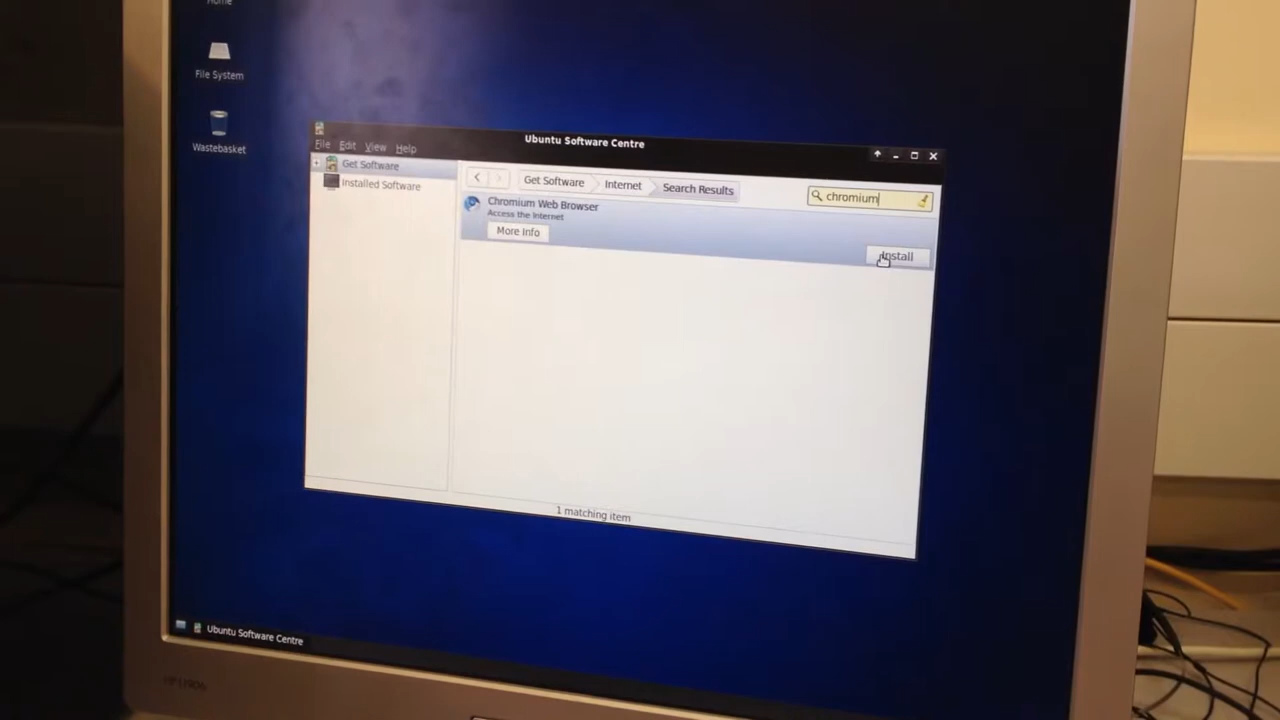 Home
File System
Wastebasket
Ubuntu Software Centre
File Edit View Help
Get Software
Installed Software
Get Software Internet Search Results
chromium
Chromium Web Browser
Access the Internet
More Info
Install
1 matching item
Ubuntu Software Centre